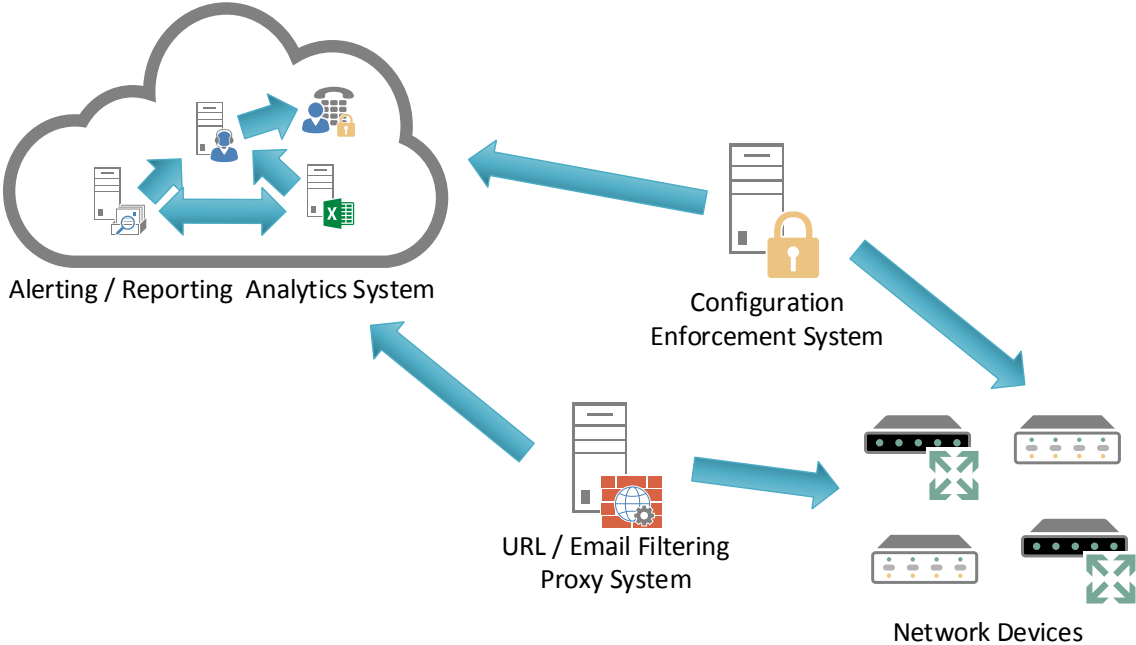 Alerting / Reporting Analytics System
Configuration
Enforcement System
URL / Email Filtering
Proxy System
Network Devices
X